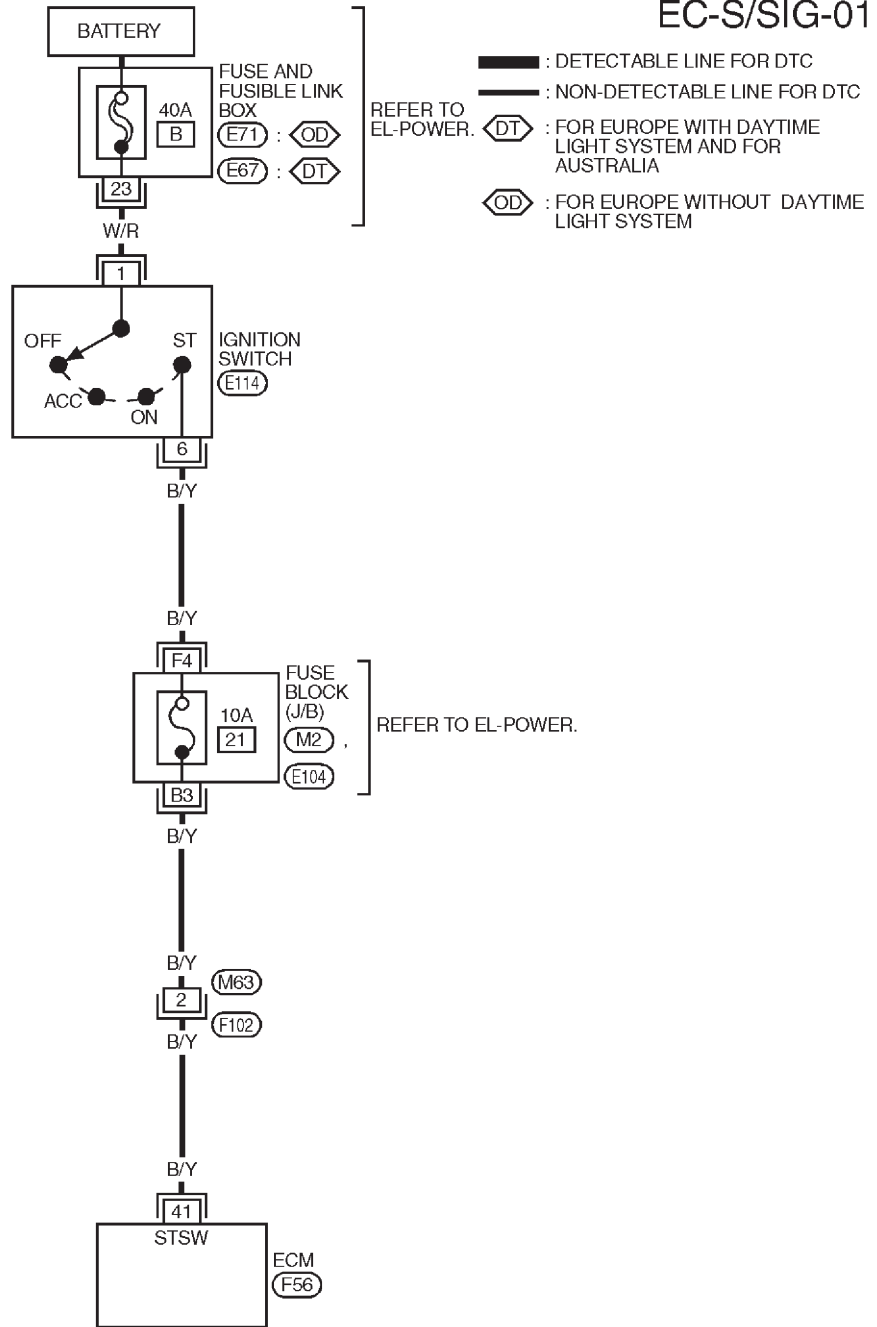 EC-S/SIG-01
: DETECTABLE LINE FOR DTC
: NON-DETECTABLE LINE FOR DTC
DT : FOR EUROPE WITH DAYTIME
LIGHT SYSTEM AND FOR
AUSTRALIA
OD : FOR EUROPE WITHOUT DAYTIME
LIGHT SYSTEM
BATTERY
40A
B
FUSE AND
FUSIBLE LINK
BOX
E71 : OD
E67 : DT
REFER TO
EL-POWER.
23
W/R
1
OFF
ACC
ON
ST
IGNITION
SWITCH
E114
6
B/Y
B/Y
F4
10A
21
FUSE
BLOCK
(J/B)
M2 ,
E104
REFER TO EL-POWER.
B3
B/Y
B/Y
M63
2
F102
B/Y
B/Y
41
STSW
ECM
F56